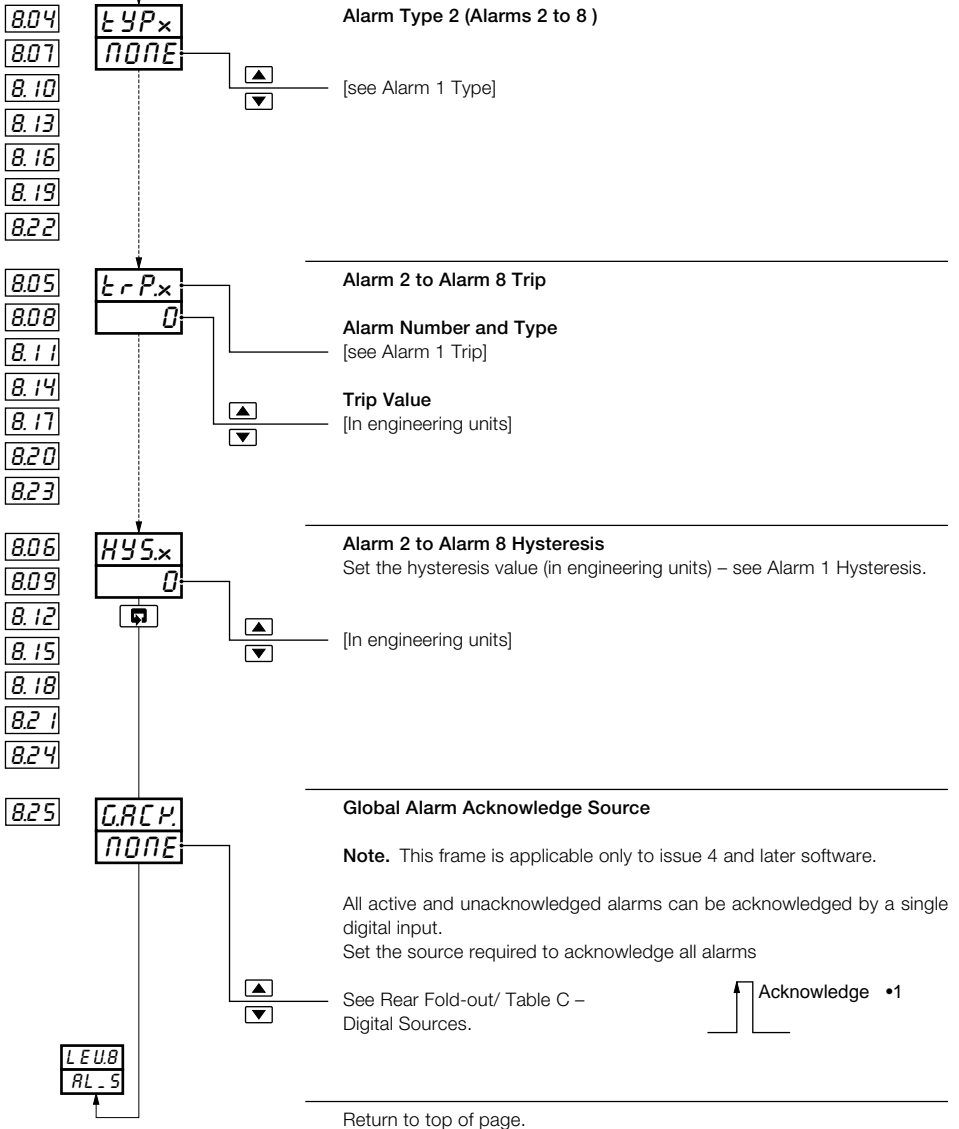 8.04
tYPx
NONE
8.07
8.10
8.13
8.16
8.19
8.22
Alarm Type 2 (Alarms 2 to 8 )
[see Alarm 1 Type]
8.05
trP.x
0
8.08
8.11
8.14
8.17
8.20
8.23
Alarm 2 to Alarm 8 Trip
Alarm Number and Type
[see Alarm 1 Trip]
Trip Value
[In engineering units]
8.06
HYS.x
0
8.09
8.12
8.15
8.18
8.21
8.24
Alarm 2 to Alarm 8 Hysteresis
Set the hysteresis value (in engineering units) – see Alarm 1 Hysteresis.
[In engineering units]
8.25
G.ACK.
NONE
Global Alarm Acknowledge Source
Note. This frame is applicable only to issue 4 and later software.
All active and unacknowledged alarms can be acknowledged by a single
digital input.
Set the source required to acknowledge all alarms
See Rear Fold-out/ Table C –
Digital Sources.
Acknowledge •1
LEV.8
AL_S
Return to top of page.